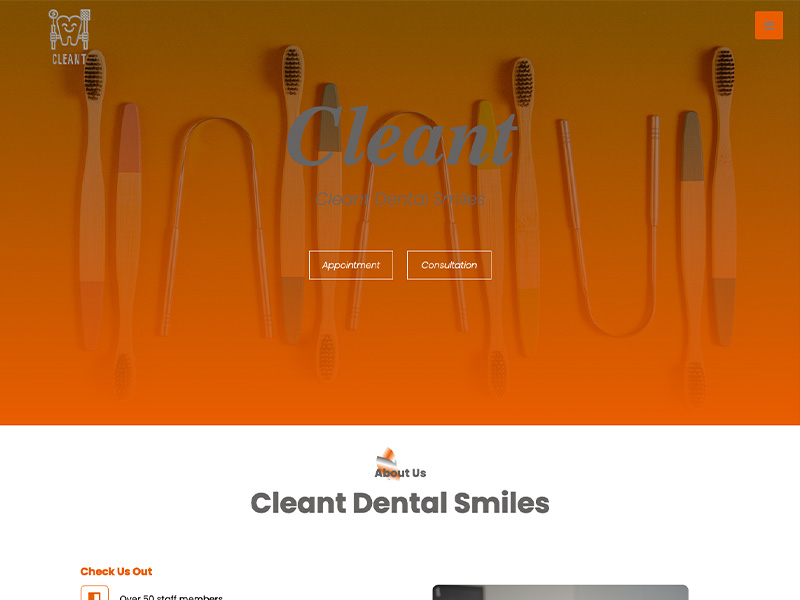 CLEANT
Cleant
Cleant Dental Smiles
Appointment
Consultation
About Us
Cleant Dental Smiles
Check Us Out
Over 50 staff members